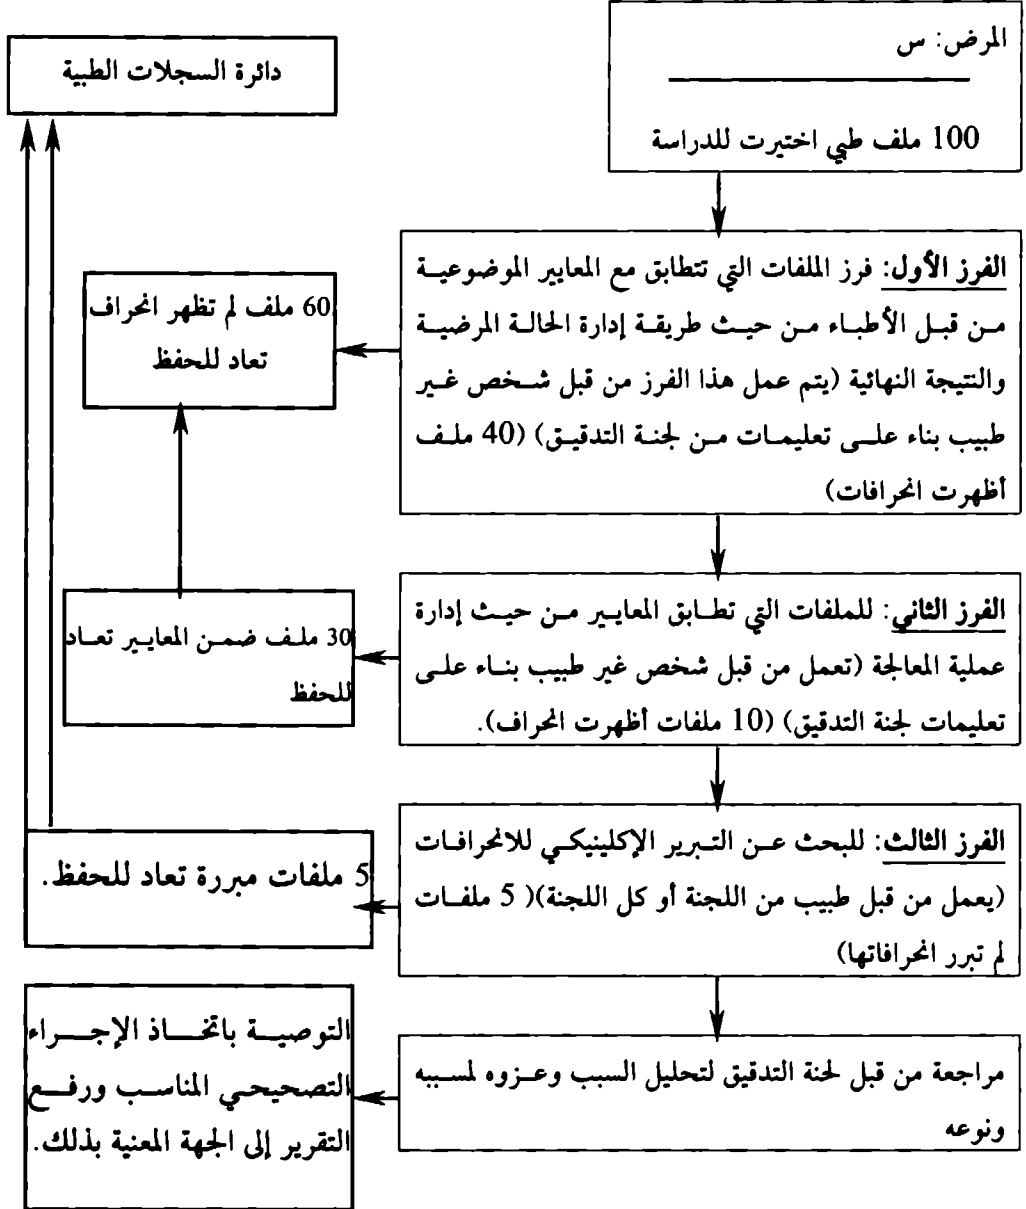 المرض: س
100 ملف طبي اختيرت للدراسة
دائرة السجلات الطبية
الفرز الأول: فرز الملفات التي تتطابق مع المعايير الموضوعية
من قبل الأطباء من حيث طريقة إدارة الحالة المرضية
والنتيجة النهائية (يتم عمل هذا الفرز من قبل شخص غير
طبيب بناء على تعليمات من لجنة التدقيق) (40 ملف
أظهرت انحرافات)
60 ملف لم تظهر انحراف
تعاد للحفظ
الفرز الثاني: للملفات التي تطابق المعايير من حيث إدارة
عملية المعالجة (تعمل من قبل شخص غير طبيب بناء على
تعليمات لجنة التدقيق) (10 ملفات أظهرت انحراف).
30 ملف ضمن المعايير تعاد
للحفظ
الفرز الثالث: للبحث عن التبرير الإكلينيكي للانحرافات
(يعمل من قبل طبيب من اللجنة أو كل اللجنة)( 5 ملفات
لم تبرر انحرافاتها)
5 ملفات مبررة تعاد للحفظ.
مراجعة من قبل لجنة التدقيق لتحليل السبب وعزوه لمسببه
ونوعه
التوصية باتخاذ الإجراء
التصحيحي المناسب ورفع
التقرير إلى الجهة المعنية بذلك.